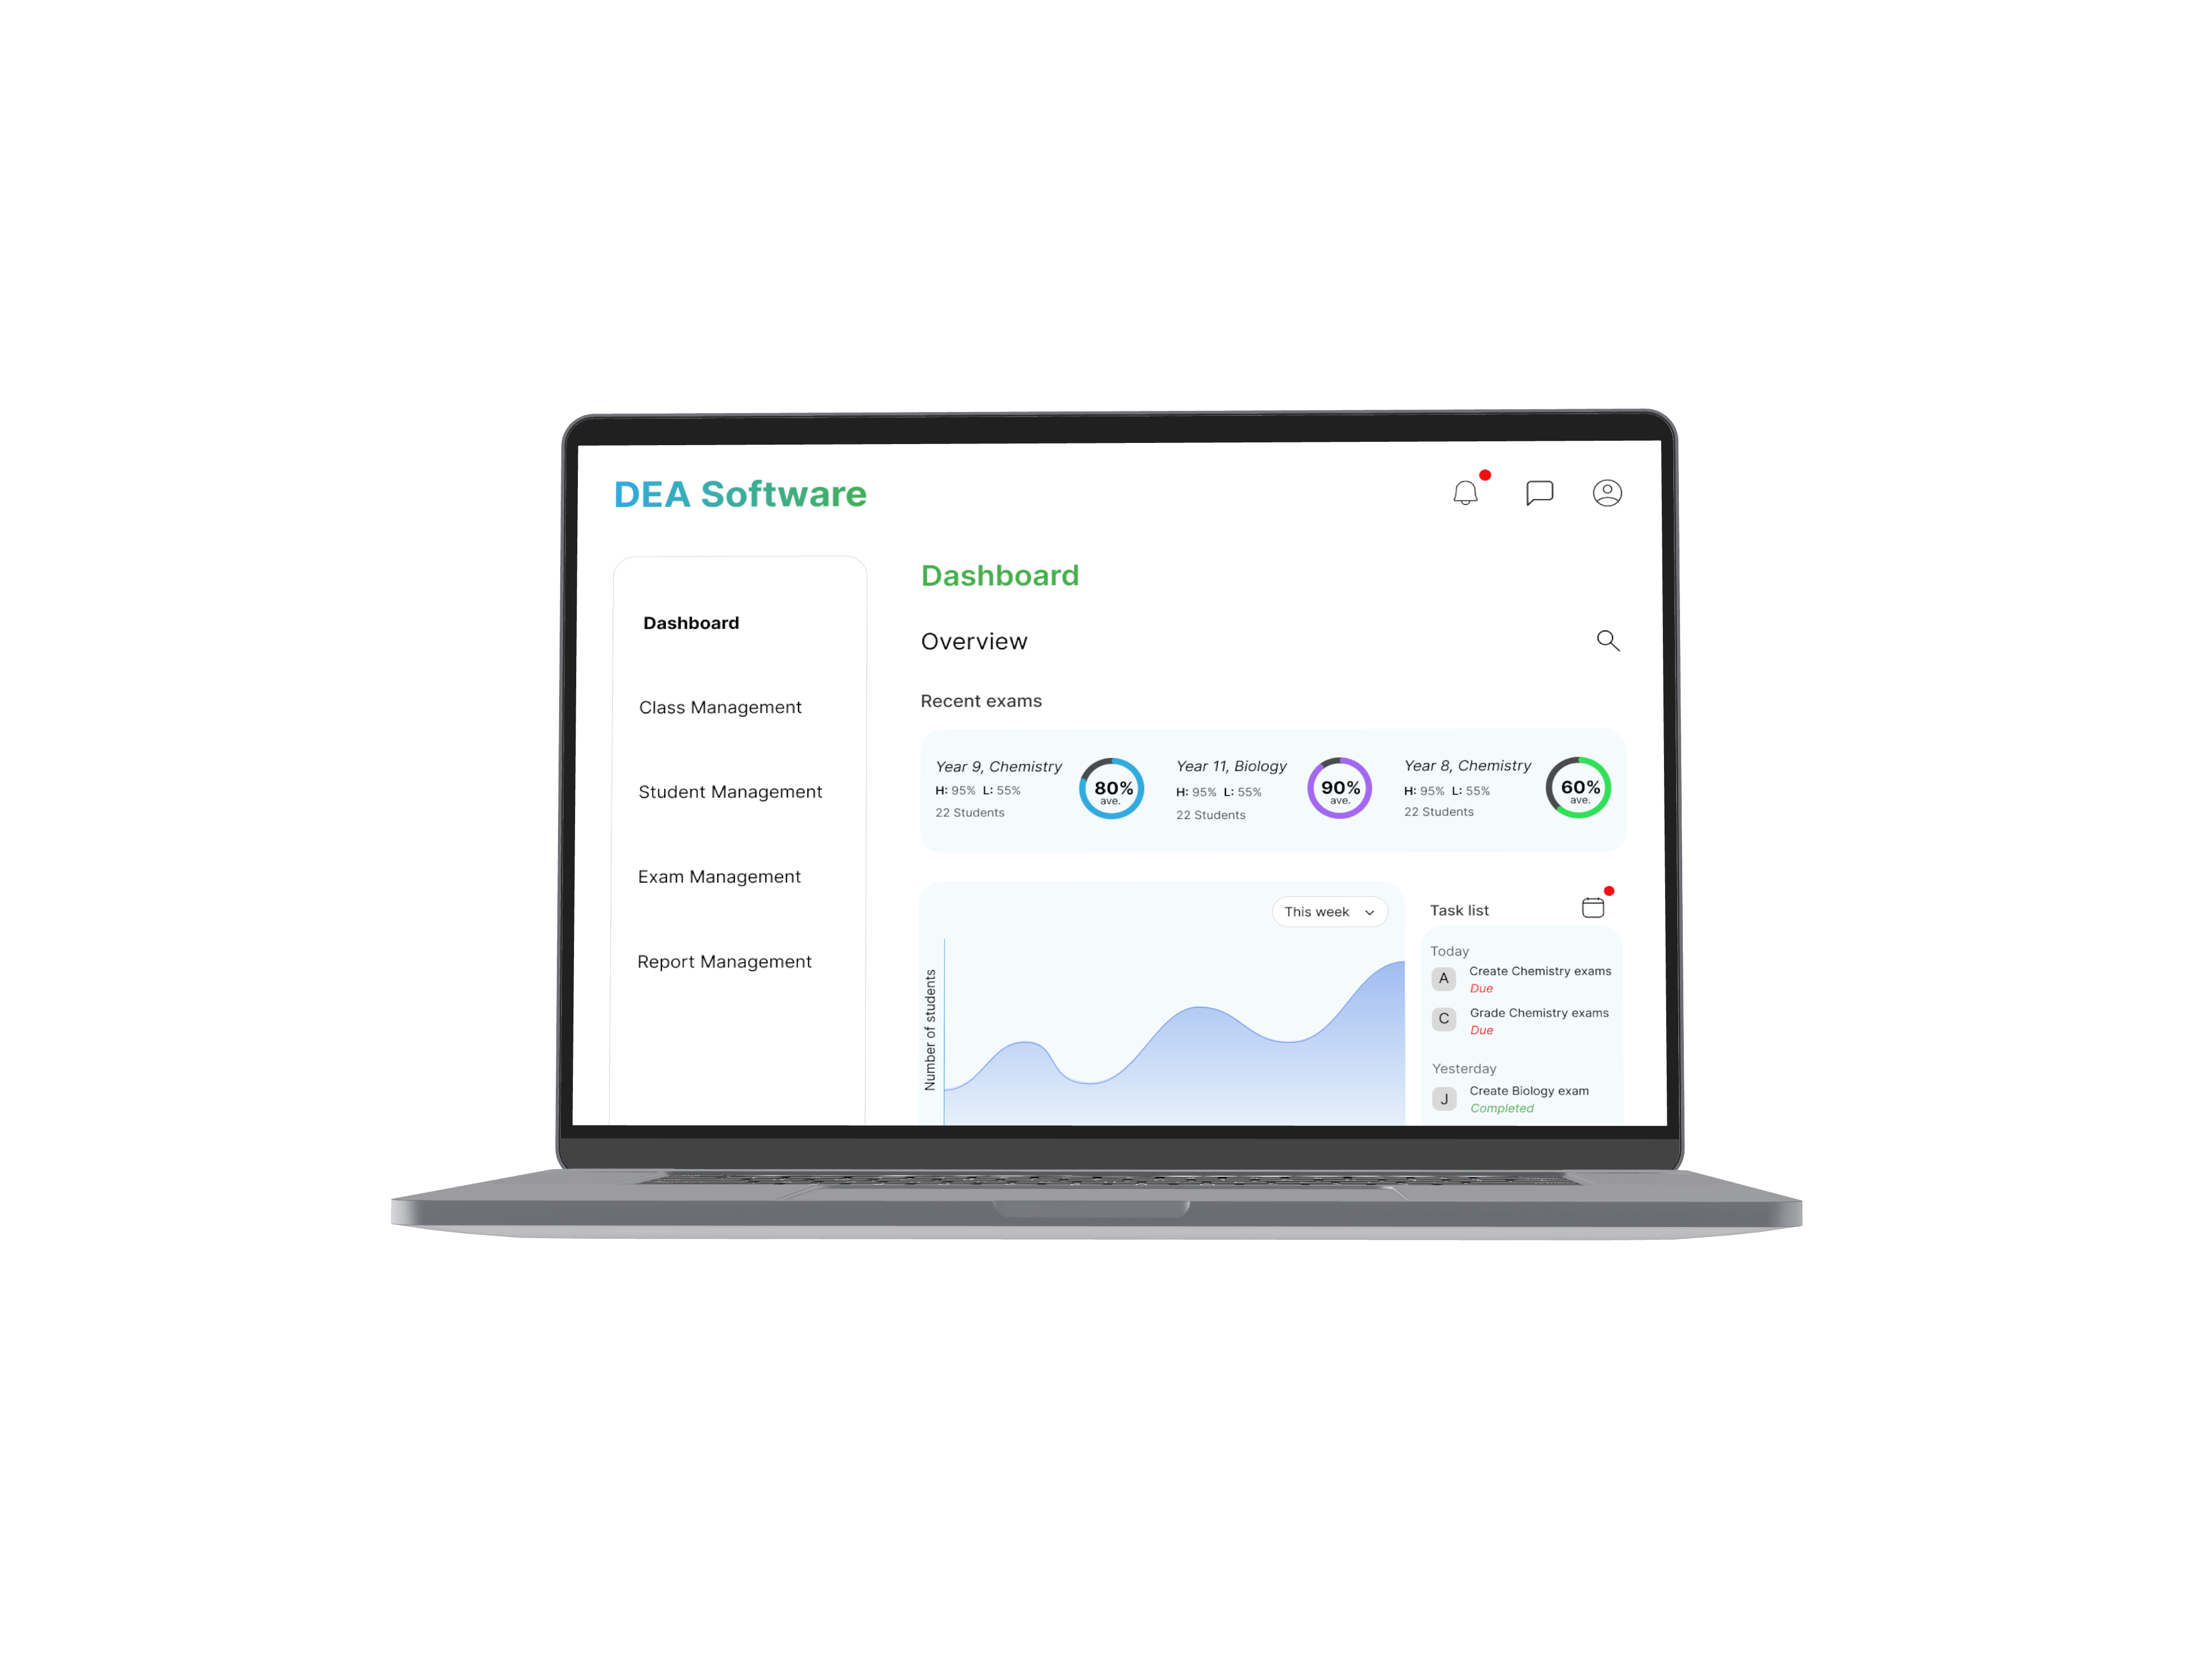 DEA Software
Dashboard
Class Management
Student Management
Exam Management
Report Management
Dashboard
Overview
Recent exams
Year 9, Chemistry
H: 95% L: 55%
22 Students
80%
ave.
Year 11, Biology
H: 95% L: 55%
22 Students
90%
ave.
Year 8, Chemistry
H: 95% L: 55%
22 Students
60%
ave.
This week
Number of students
Task list
Today
A
Create Chemistry exams
Due
C
Grade Chemistry exams
Due
Yesterday
J
Create Biology exam
Completed